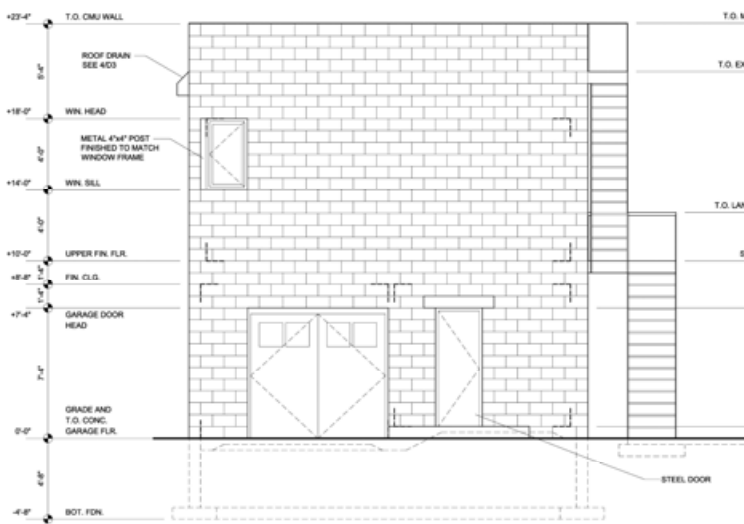 +23'-4" T.O. CMU WALL
T.O. M
ROOF DRAIN
SEE 4/D3
T.O. EX
5'-4"
+18'-0" WIN. HEAD
METAL 4"x4" POST
FINISHED TO MATCH
WINDOW FRAME
4'-0"
+14'-0" WIN. SILL
T.O. LAN
4'-0"
+10'-0" UPPER FIN. FLR.
S
1'-4"
+8'-8" FIN. CLG.
1'-4"
+7'-4" GARAGE DOOR
HEAD
7'-4"
GRADE AND
T.O. CONC.
0'-0" GARAGE FLR.
4'-8"
STEEL DOOR
-4'-8" BOT. FDN.